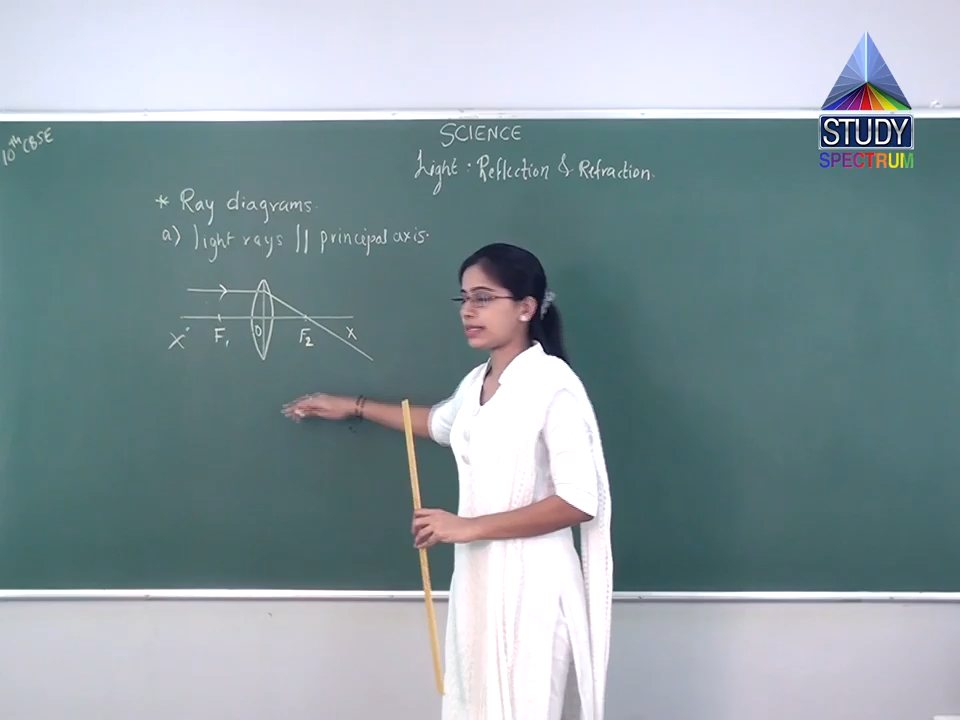 10th CBSE
SCIENCE
Light : Reflection & Refraction.
* Ray diagrams.
a) light rays || principal axis.
X' F1 O F2 X
STUDY
SPECTRUM